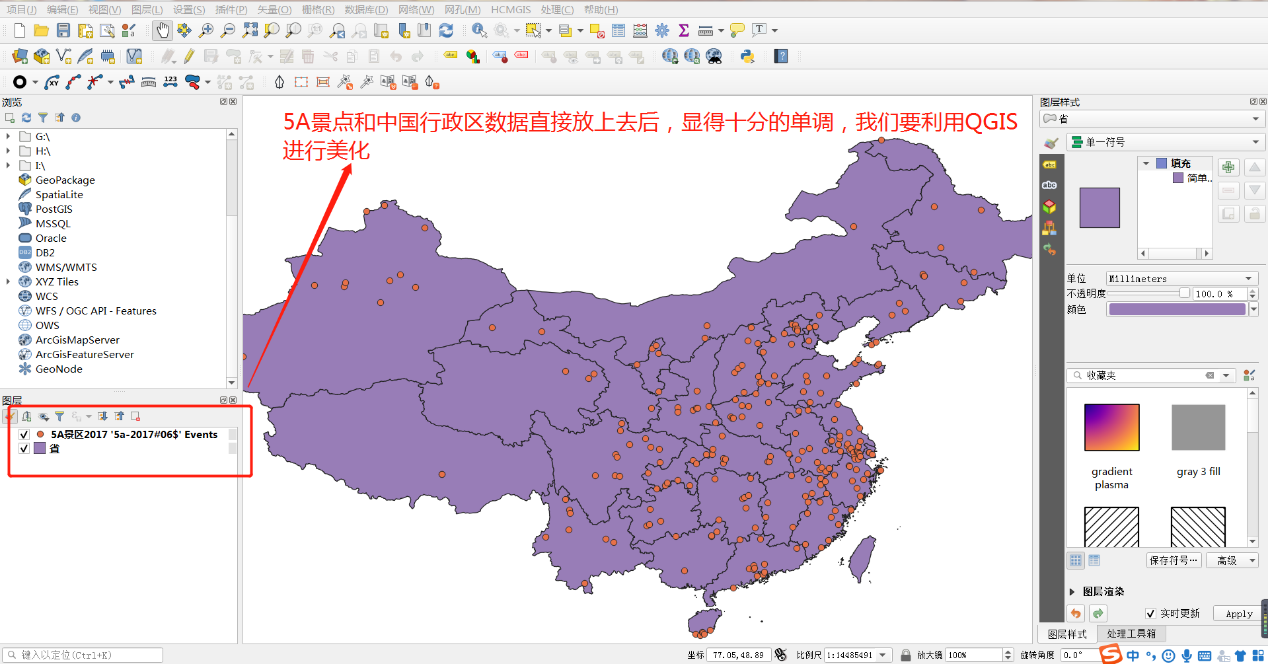 项目(J) 编辑(E) 视图(V) 图层(L) 设置(S) 插件(P) 矢量(O) 栅格(R) 数据库(D) 网络(W) 网孔(M) HCMGIS 处理(C) 帮助(H)
浏览
G:\
H:\
I:\
GeoPackage
SpatiaLite
PostGIS
MSSQL
Oracle
DB2
WMS/WMTS
XYZ Tiles
WCS
WFS / OGC API - Features
OWS
ArcGisMapServer
ArcGisFeatureServer
GeoNode
图层
5A景区2017 '5a-2017#06$' Events
省
5A景点和中国行政区数据直接放上去后，显得十分的单调，我们要利用QGIS
进行美化
图层样式
省
单一符号
填充
简单..
单位 Millimeters
不透明度 100.0 %
颜色
收藏夹
gradient
plasma
gray 3 fill
保存符号… 高级
图层渲染
实时更新 Apply
图层样式 处理工具箱
键入以定位(Ctrl+K)
坐标 77.05,48.89 比例尺 1:14485491 放大镜 100% 旋转角度 0.0°
中